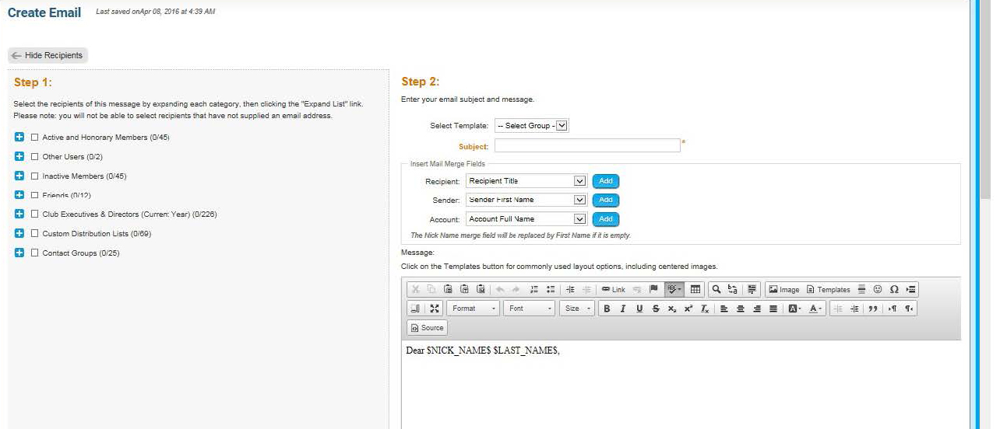 Create Email
Last saved onApr 08, 2016 at 4:39 AM
Hide Recipients
Step 1:
Select the recipients of this message by expanding each category, then clicking the "Expand List" link.
Please note: you will not be able to select recipients that have not supplied an email address.
Active and Honorary Members (0/45)
Other Users (0/2)
Inactive Members (0/45)
Friends (0/12)
Club Executives & Directors (Current Year) (0/226)
Custom Distribution Lists (0/69)
Contact Groups (0/25)
Step 2:
Enter your email subject and message.
Select Template: -- Select Group -
Subject: *
Insert Mail Merge Fields
Recipient: Recipient Title Add
Sender: Sender First Name Add
Account: Account Full Name Add
The Nick Name merge field will be replaced by First Name if it is empty.
Message:
Click on the Templates button for commonly used layout options, including centered images.
Link Image Templates
Format Font Size B I U S x₂ x² Tx A A
Source
Dear $NICK_NAME$ $LAST_NAME$,